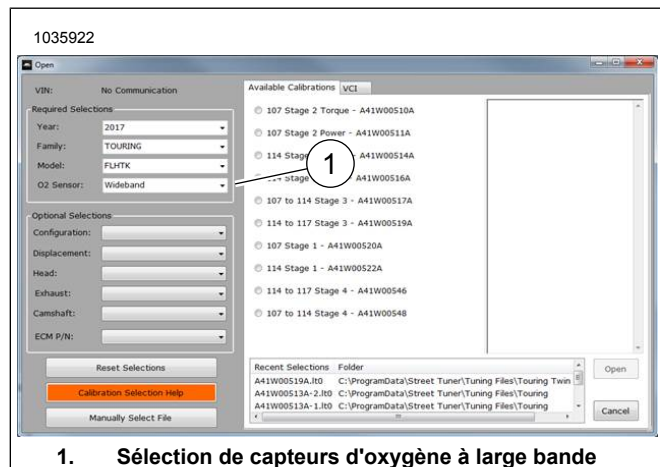 1035922
Open
VIN: No Communication
Required Selections
Year: 2017
Family: TOURING
Model: FLHTK
O2 Sensor: Wideband
Optional Selections
Configuration:
Displacement:
Head:
Exhaust:
Camshaft:
ECM P/N:
Reset Selections
Calibration Selection Help
Manually Select File
Available Calibrations VCI
107 Stage 2 Torque - A41W00510A
107 Stage 2 Power - A41W00511A
114 Stage A41W00514A
Stage A41W00516A
107 to 114 Stage 3 - A41W00517A
114 to 117 Stage 3 - A41W00519A
107 Stage 1 - A41W00520A
114 Stage 1 - A41W00522A
114 to 117 Stage 4 - A41W00546
107 to 114 Stage 4 - A41W00548
1
Recent Selections Folder
A41W00519A.lt0 C:\ProgramData\Street Tuner\Tuning Files\Touring Twin
A41W00513A-2.lt0 C:\ProgramData\Street Tuner\Tuning Files\Touring
A41W00513A-1.lt0 C:\ProgramData\Street Tuner\Tuning Files\Touring
Open
Cancel
1. Sélection de capteurs d'oxygène à large bande